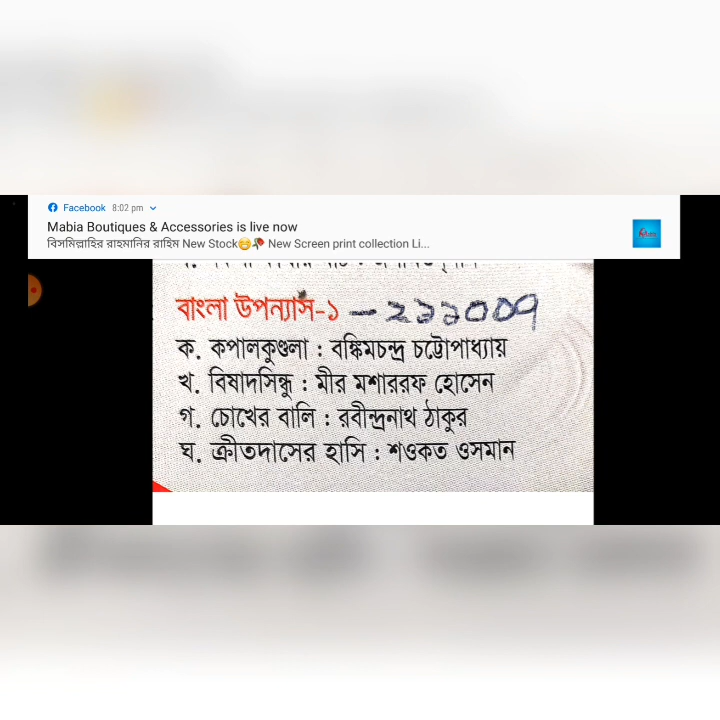 Facebook 8:02 pm
Mabia Boutiques & Accessories is live now
বিসমিল্লাহির রাহমানির রাহিম New Stock😁🥀 New Screen print collection Li...
বাংলা উপন্যাস-১ – ২১১০০৭
ক. কপালকুণ্ডলা : বঙ্কিমচন্দ্র চট্টোপাধ্যায়
খ. বিষাদসিন্ধু : মীর মশাররফ হোসেন
গ. চোখের বালি : রবীন্দ্রনাথ ঠাকুর
ঘ. ক্রীতদাসের হাসি : শওকত ওসমান